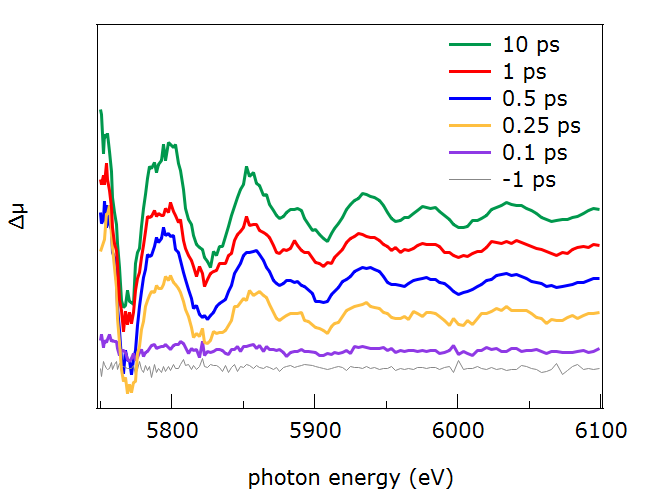 10 ps
1 ps
0.5 ps
0.25 ps
0.1 ps
-1 ps
Δμ
5800 5900 6000 6100
photon energy (eV)